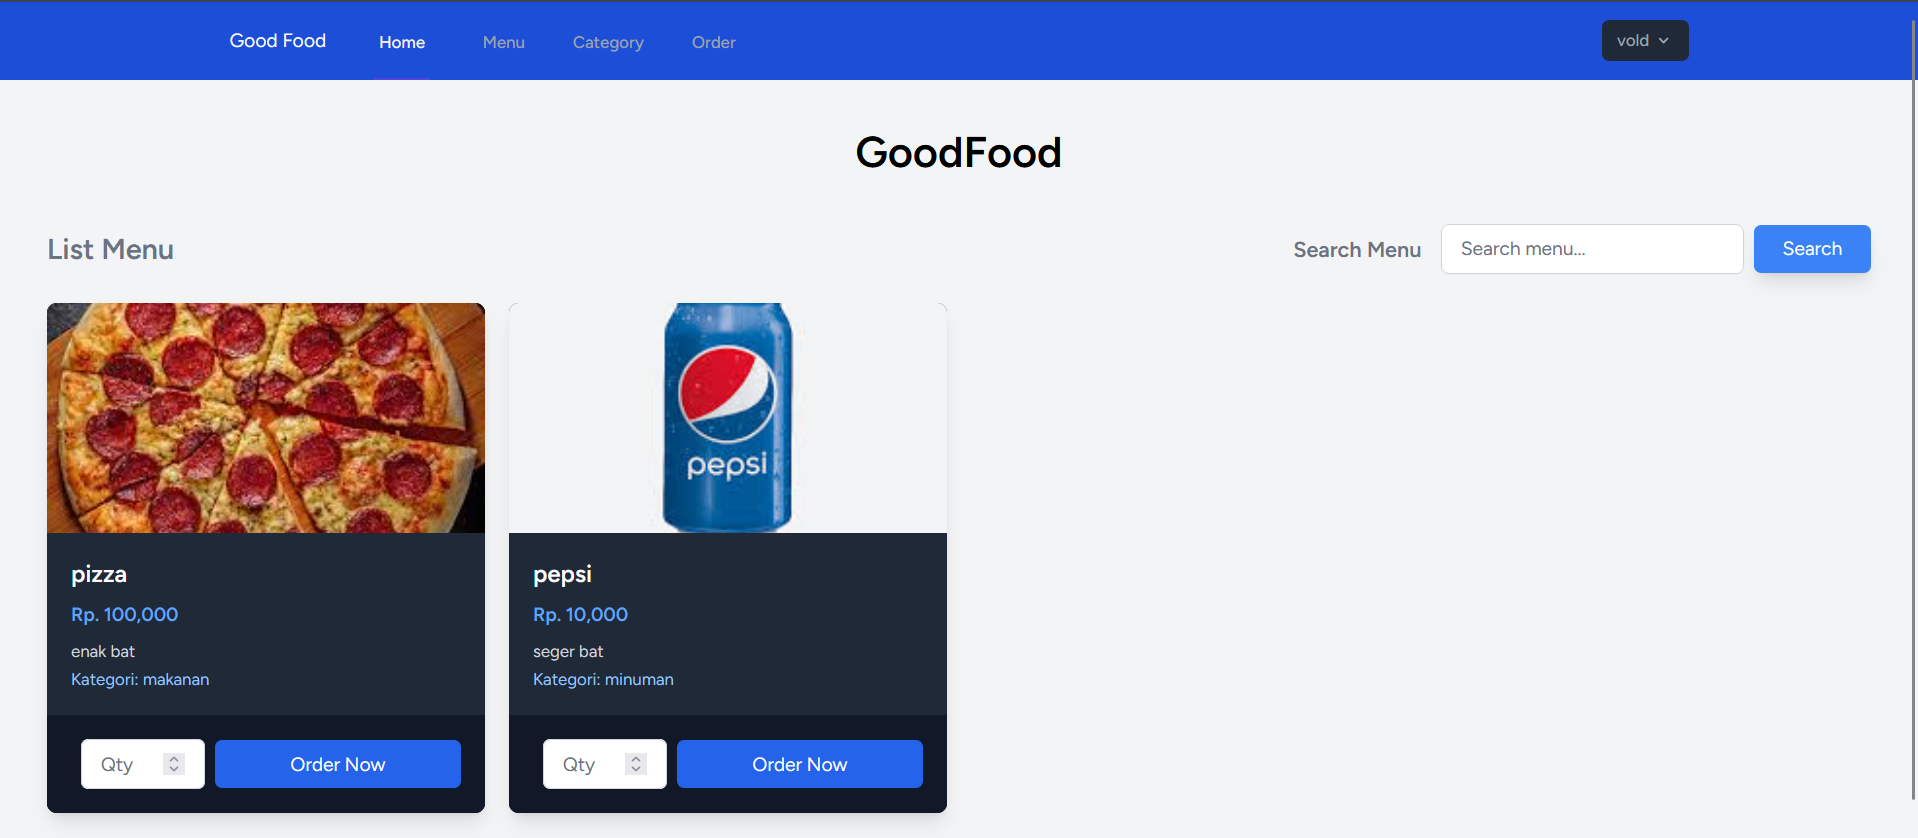 Good Food Home Menu Category Order vold
GoodFood
List Menu
Search Menu Search menu... Search
pepsi
pizza
Rp. 100,000
enak bat
Kategori: makanan
Qty Order Now
pepsi
Rp. 10,000
seger bat
Kategori: minuman
Qty Order Now